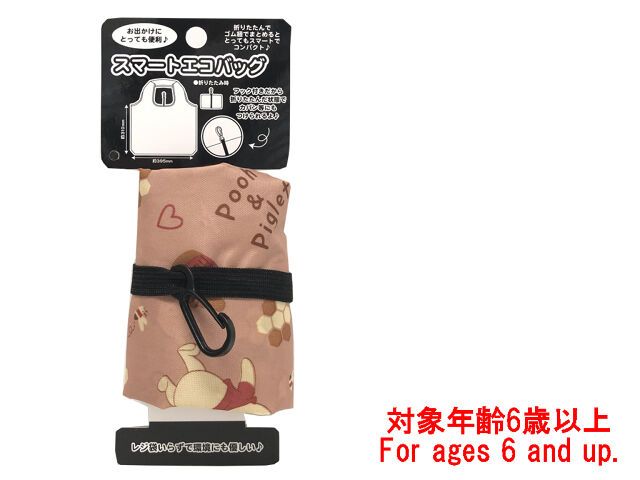 お出かけに
とっても便利♪
折りたたんで
ゴム紐でまとめると
とってもスマートで
コンパクト♪
スマートエコバッグ
●折りたたみ時
フック付きだから
折りたたんだ状態で
カバン等にも
つけられるよ♪
約310mm
約395mm
Pooh
&
Piglet
レジ袋いらずで環境にも優しい♪
対象年齢6歳以上
For ages 6 and up.